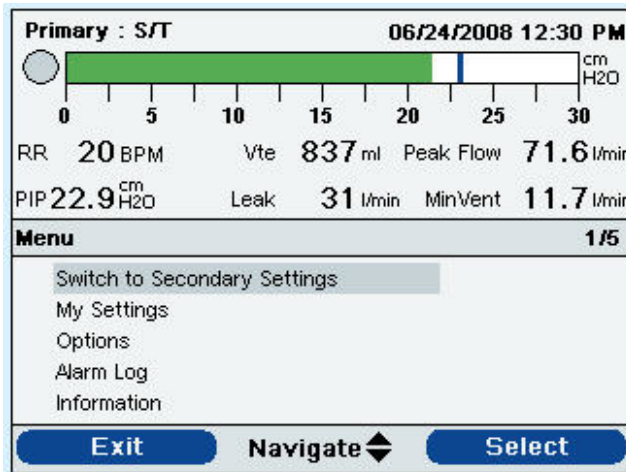 Primary : S/T 06/24/2008 12:30 PM
cm
H2O
0 5 10 15 20 25 30
RR 20 BPM Vte 837 ml Peak Flow 71.6 l/min
PIP 22.9 cm H2O Leak 31 l/min MinVent 11.7 l/min
Menu 1/5
Switch to Secondary Settings
My Settings
Options
Alarm Log
Information
Exit Navigate Select